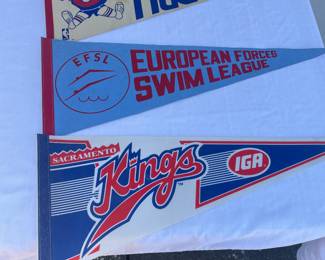 EFSL
EUROPEAN FORCES
SWIM LEAGUE
SACRAMENTO
Kings
IGA